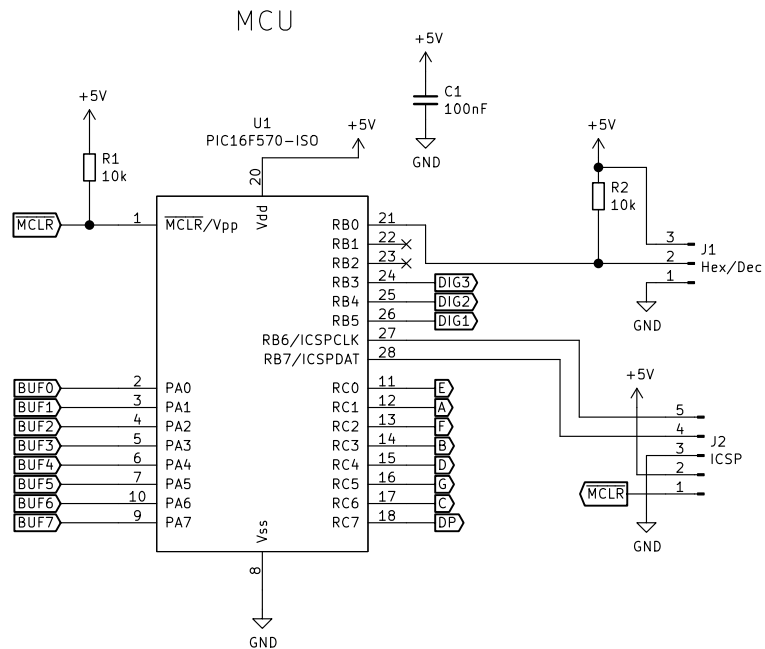 MCU
+5V
C1
100nF
GND
+5V
R1
10k
U1
PIC16F570-ISO
+5V
20
Vdd
+5V
R2
10k
MCLR
1
MCLR/Vpp
RB0
21
RB1
22
RB2
23
RB3
24
DIG3
RB4
25
DIG2
RB5
26
DIG1
RB6/ICSPCLK
27
RB7/ICSPDAT
28
3
2
1
J1
Hex/Dec
GND
BUF0
2
PA0
BUF1
3
PA1
BUF2
4
PA2
BUF3
5
PA3
BUF4
6
PA4
BUF5
7
PA5
BUF6
10
PA6
BUF7
9
PA7
RC0
11
E
RC1
12
A
RC2
13
F
RC3
14
B
RC4
15
D
RC5
16
G
RC6
17
C
RC7
18
DP
+5V
5
4
3
2
1
J2
ICSP
MCLR
GND
Vss
8
GND